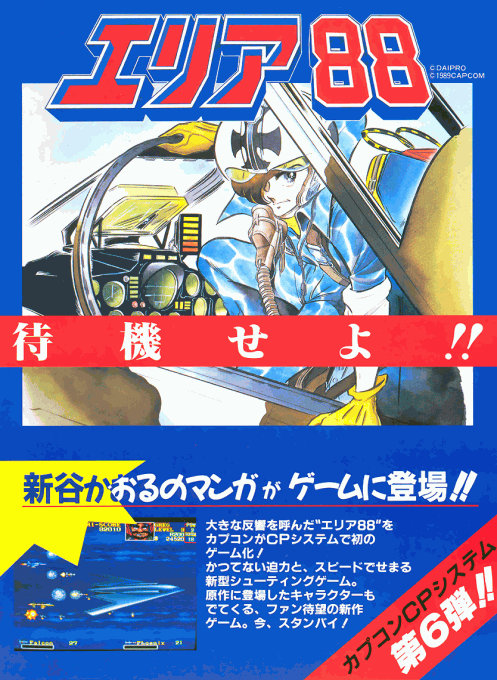 エリア88
©DAIPRO
©1989CAPCOM
待機せよ!!
新谷かおるのマンガがゲームに登場!!
大きな反響を呼んだ"エリア88"を
カプコンがCPシステムで初の
ゲーム化!
かつてない迫力と、スピードでせまる
新型シューティングゲーム。
原作に登場したキャラクターも
でてくる、ファン待望の新作
ゲーム。今、スタンバイ!
HI-SCORE
GREG
POW
LEVEL
Falcon 27
Phoenix 21
カプコンCPシステム
第6弾!!